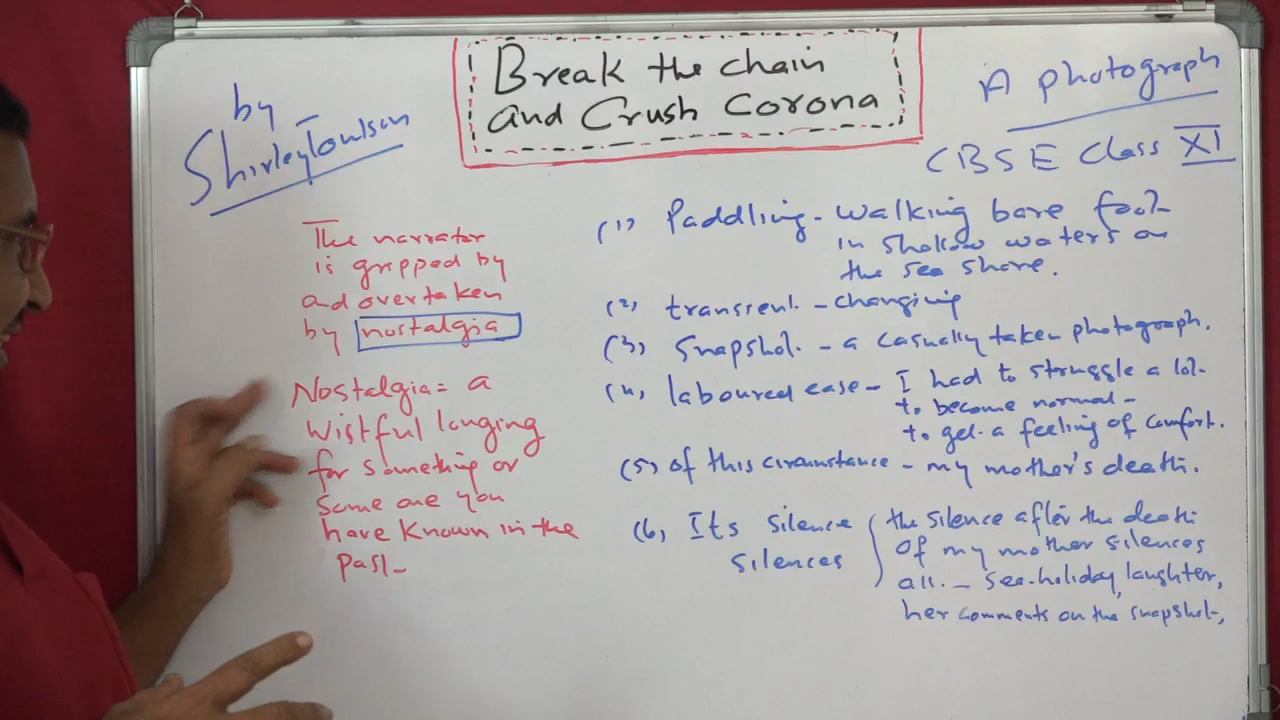 Break the chain
and Crush Corona
by
Shirley Toulson
A photograph
CBSE Class XI
The narrator
is gripped by
and overtaken
by nostalgia
Nostalgia = a
Wistful longing
for something or
Some one you
have known in the
past-
(1) Paddling - walking bare foot
in shallow waters on
the sea shore.
(2) transient - changing
(3) Snapshot - a casually taken photograph.
(4) laboured ease - I had to struggle a lot
to become normal -
to get a feeling of comfort.
(5) of this circumstance - my mother's death.
(6) Its silence
silences
the silence after the death
of my mother silences
all. - sea-holiday, laughter,
her comments on the snapshot,